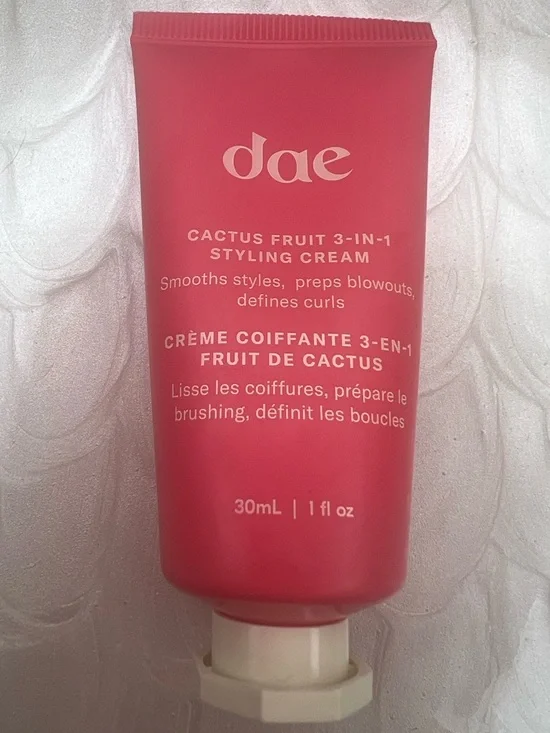 dae
CACTUS FRUIT 3-IN-1
STYLING CREAM
Smooths styles, preps blowouts,
defines curls
CRÈME COIFFANTE 3-EN-1
FRUIT DE CACTUS
Lisse les coiffures, prépare le
brushing, définit les boucles
30mL | 1 fl oz